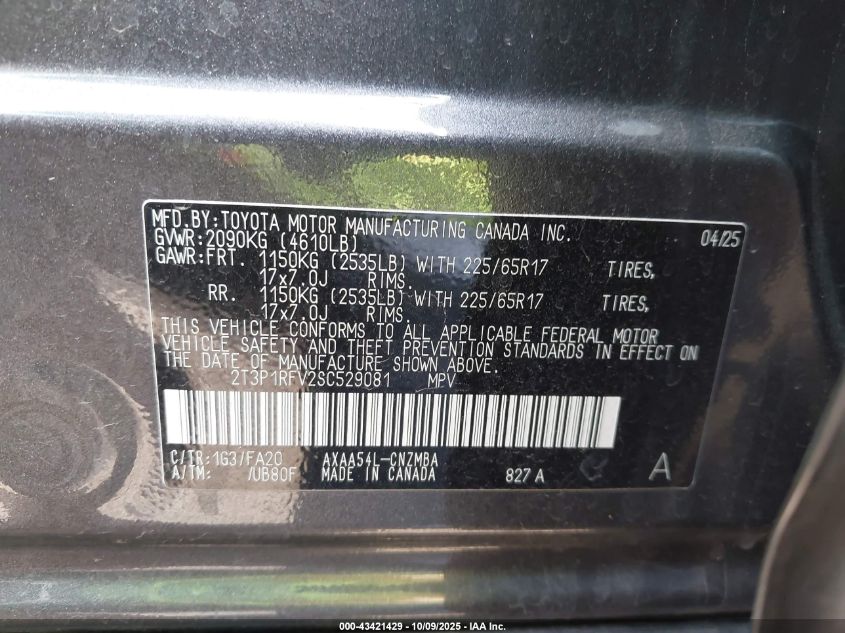 MFD.BY:TOYOTA MOTOR MANUFACTURING CANADA INC. 04/25
GVWR:2090KG (4610LB)
GAWR:FRT. 1150KG (2535LB) WITH 225/65R17 TIRES,
17x7.0J RIMS.
RR. 1150KG (2535LB) WITH 225/65R17 TIRES,
17x7.0J RIMS.
THIS VEHICLE CONFORMS TO ALL APPLICABLE FEDERAL MOTOR
VEHICLE SAFETY AND THEFT PREVENTION STANDARDS IN EFFECT ON
THE DATE OF MANUFACTURE SHOWN ABOVE.
2T3P1RFV2SC529081 MPV
C/TR:1G3/FA20 AXAA54L-CNZMBA
A/TM: /UB80F MADE IN CANADA 827A A
000-43421429 - 10/09/2025 - IAA Inc.